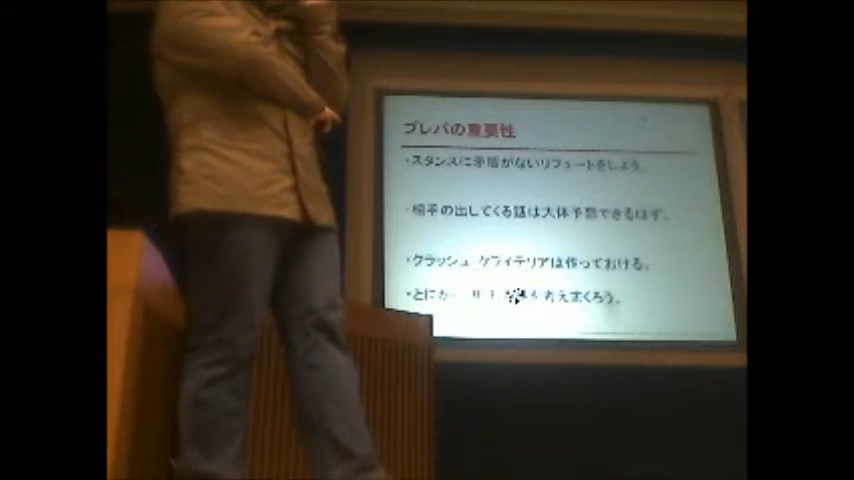 プレパの重要性
・スタンスに矛盾がないリフュートをしよう。
・相手の出してくる話は大体予想できるはず。
・クラッシュ クライテリアは作っておける。
・とにか 考えまくろう。